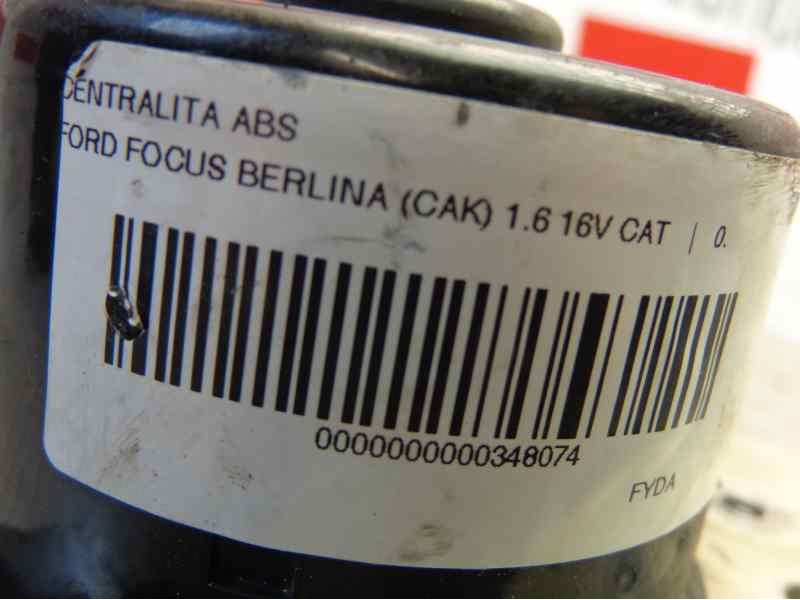 CENTRALITA ABS
FORD FOCUS BERLINA (CAK) 1.6 16V CAT | 0.
0000000000348074
FYDA